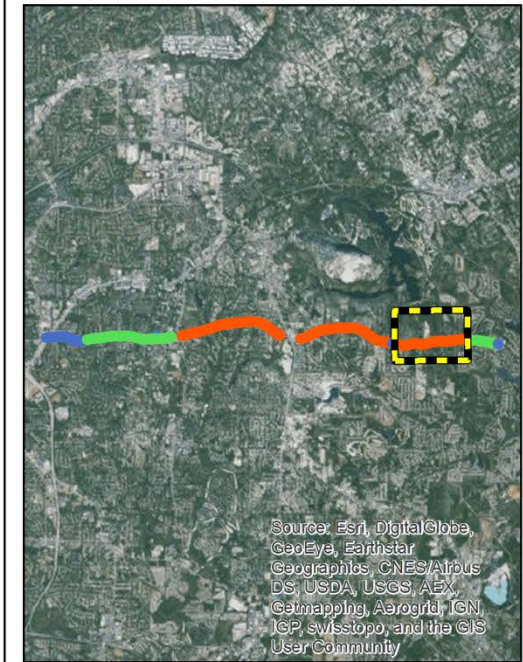 Source: Esri, DigitalGlobe,
GeoEye, Earthstar
Geographics, CNES/Airbus
DS, USDA, USGS, AEX,
Getmapping, Aerogrid, IGN,
IGP, swisstopo, and the GIS
User Community